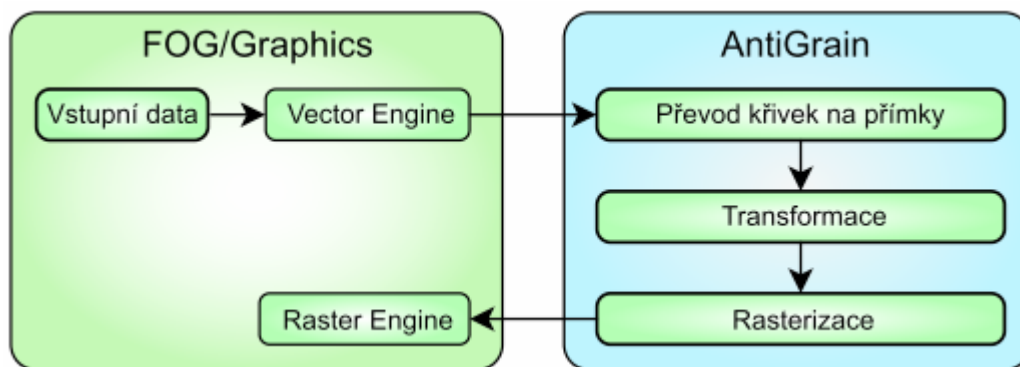 FOG/Graphics
Vstupní data
Vector Engine
Raster Engine
AntiGrain
Převod křivek na přímky
Transformace
Rasterizace